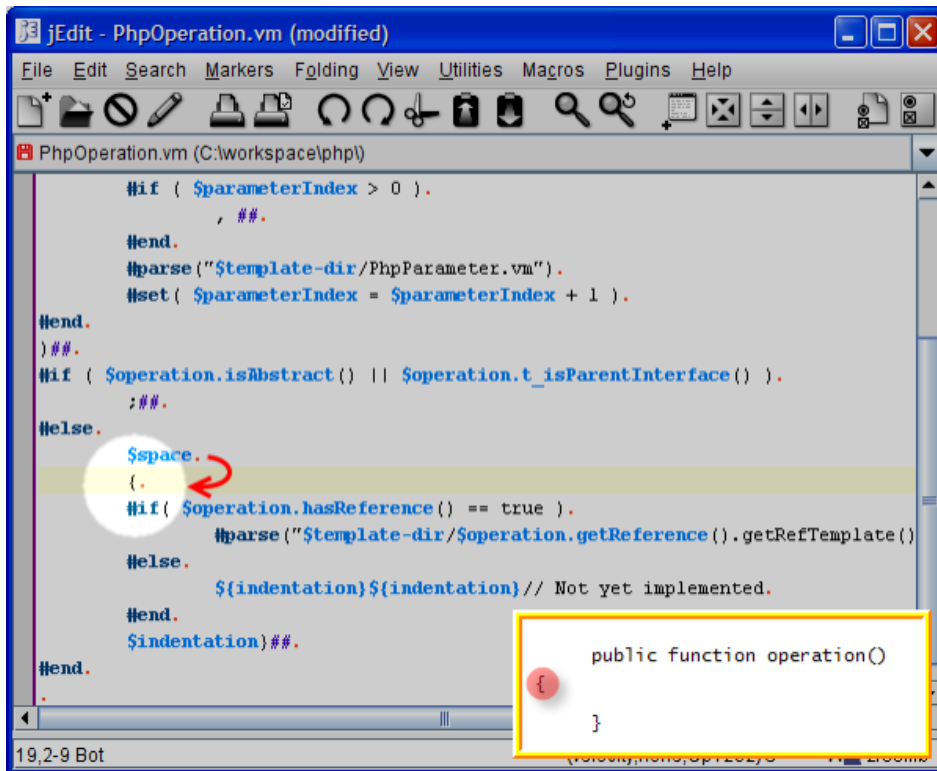 jEdit - PhpOperation.vm (modified)
File Edit Search Markers Folding View Utilities Macros Plugins Help
PhpOperation.vm (C:\workspace\php\)
#if ( $parameterIndex > 0 ).
, ##.
#end.
#parse("$template-dir/PhpParameter.vm").
#set( $parameterIndex = $parameterIndex + 1 ).
#end.
)##.
#if ( $operation.isAbstract() || $operation.t_isParentInterface() ).
;##.
#else.
$space.
{.
#if( $operation.hasReference() == true ).
#parse("$template-dir/$operation.getReference().getRefTemplate()
#else.
${indentation}${indentation}// Not yet implemented.
#end.
$indentation}##.
#end.
.
public function operation()
{
}
19,2-9 Bot